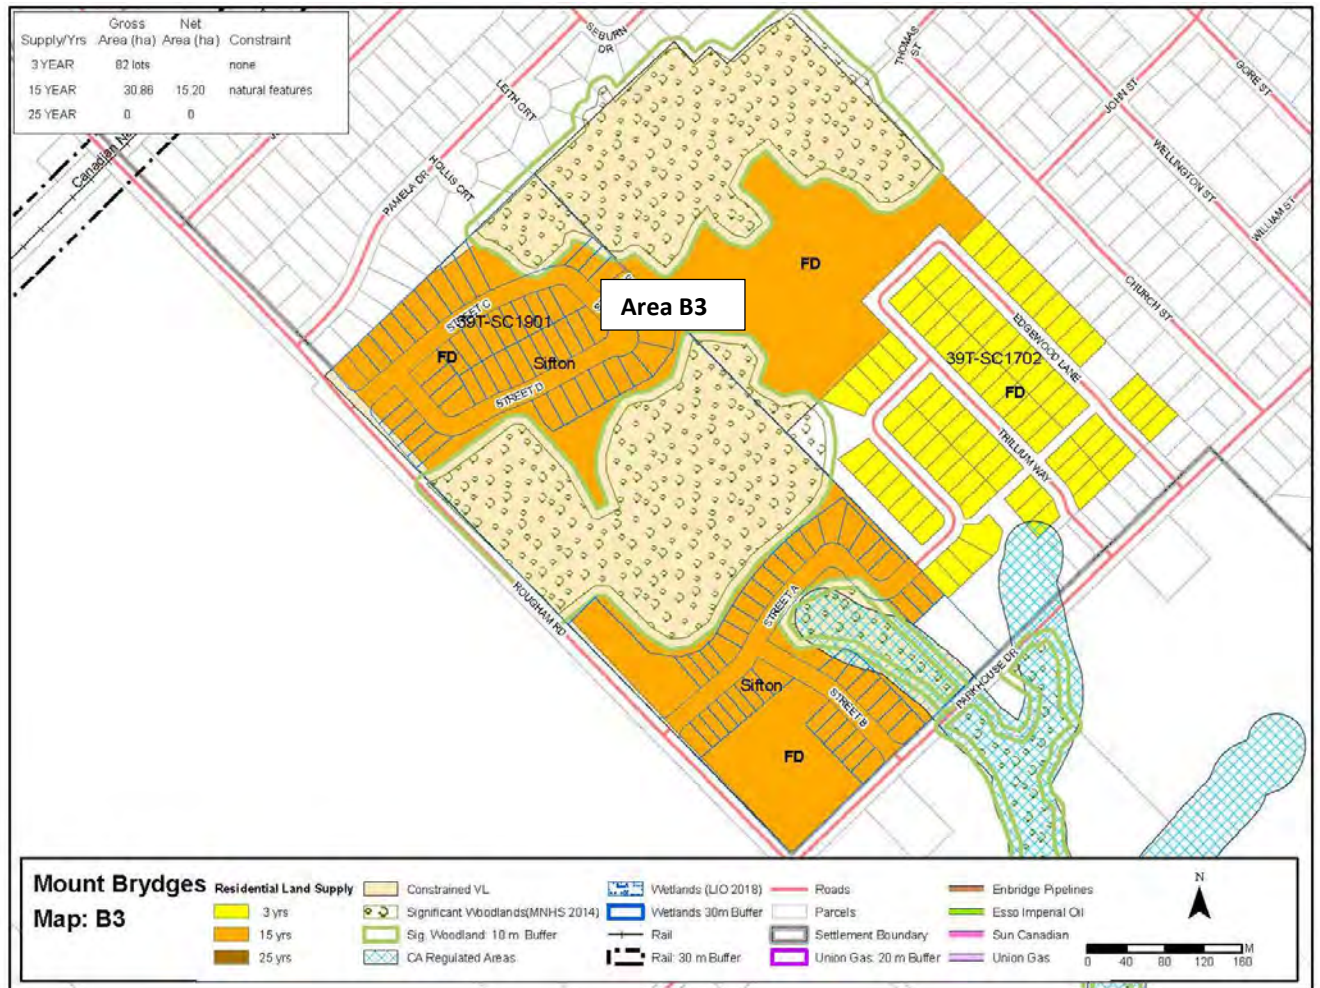 Gross Net
Supply/Yrs Area (ha) Area (ha) Constraint
3 YEAR 82 lots none
15 YEAR 30.86 15.20 natural features
25 YEAR 0 0
Canadian
SEBURN DR
THOMAS ST
GORE ST
JOHN ST
LEITH CRT
WELLINGTON ST
HOLLIS CRT
PAMELA DR
WILLIAM ST
FD
Area B3
CHURCH ST
STREET C
39T-SC1901
EDGEWOOD LANE
FD
Sifton
39T-SC1702
FD
STREET D
TRILLIUM WAY
ROUGHAM RD
STREET A
PARKHOUSE DR
Sifton
STREET B
FD
Mount Brydges
Map: B3
Residential Land Supply
3 yrs
15 yrs
25 yrs
Constrained VL
Significant Woodlands(MNHS 2014)
Sig. Woodland: 10 m Buffer
CA Regulated Areas
Wetlands (LIO 2018)
Wetlands 30m Buffer
Rail
Rail: 30 m Buffer
Roads
Parcels
Settlement Boundary
Union Gas: 20 m Buffer
Enbridge Pipelines
Esso Imperial Oil
Sun Canadian
Union Gas
N
M
0 40 80 120 160